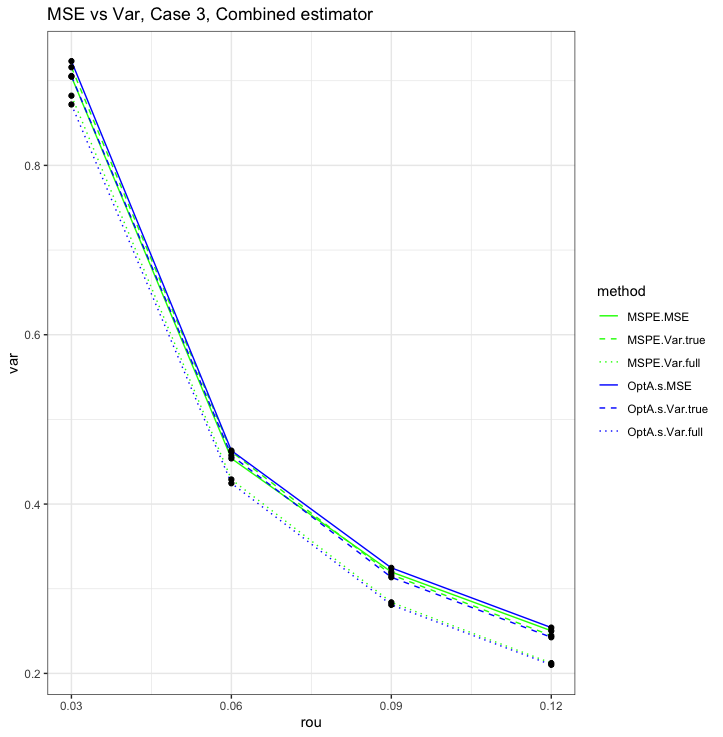 MSE vs Var, Case 3, Combined estimator
0.8
0.6
0.4
0.2
var
0.03
0.06
0.09
0.12
rou
method
MSPE.MSE
MSPE.Var.true
MSPE.Var.full
OptA.s.MSE
OptA.s.Var.true
OptA.s.Var.full